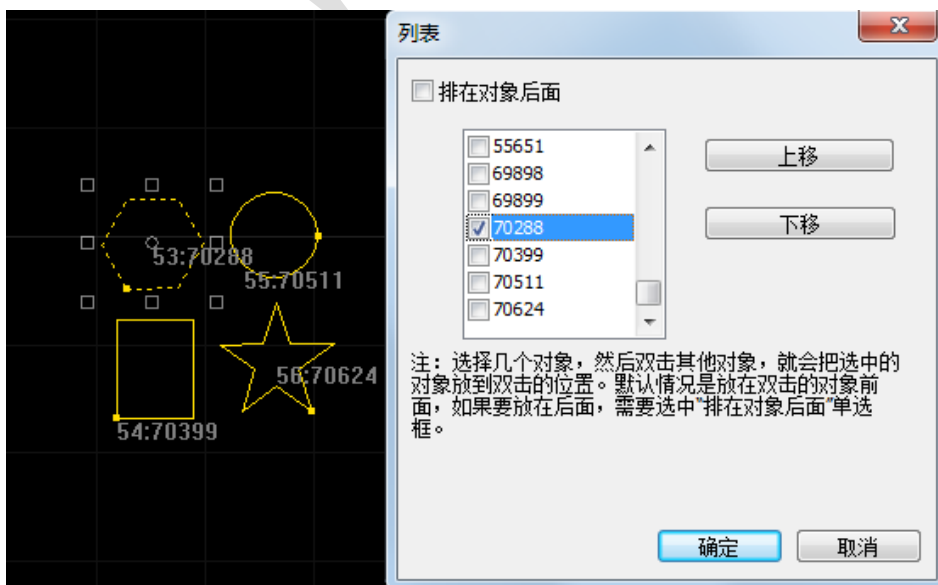 列表
排在对象后面
55651
69898
69899
70288
70399
70511
70624
上移
下移
注：选择几个对象，然后双击其他对象，就会把选中的
对象放到双击的位置。默认情况是放在双击的对象前
面，如果要放在后面，需要选中"排在对象后面"单选
框。
确定
取消
53:70288
55:70511
56:70624
54:70399